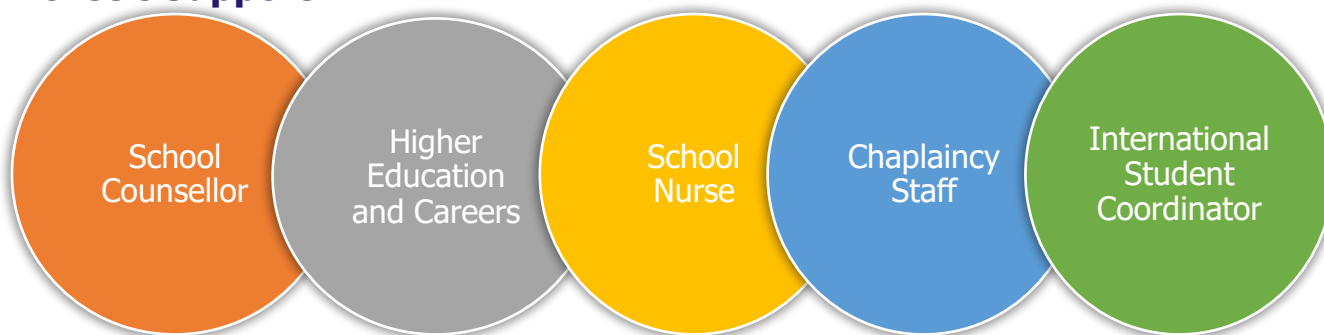 School
Counsellor
Higher
Education
and Careers
School
Nurse
Chaplaincy
Staff
International
Student
Coordinator